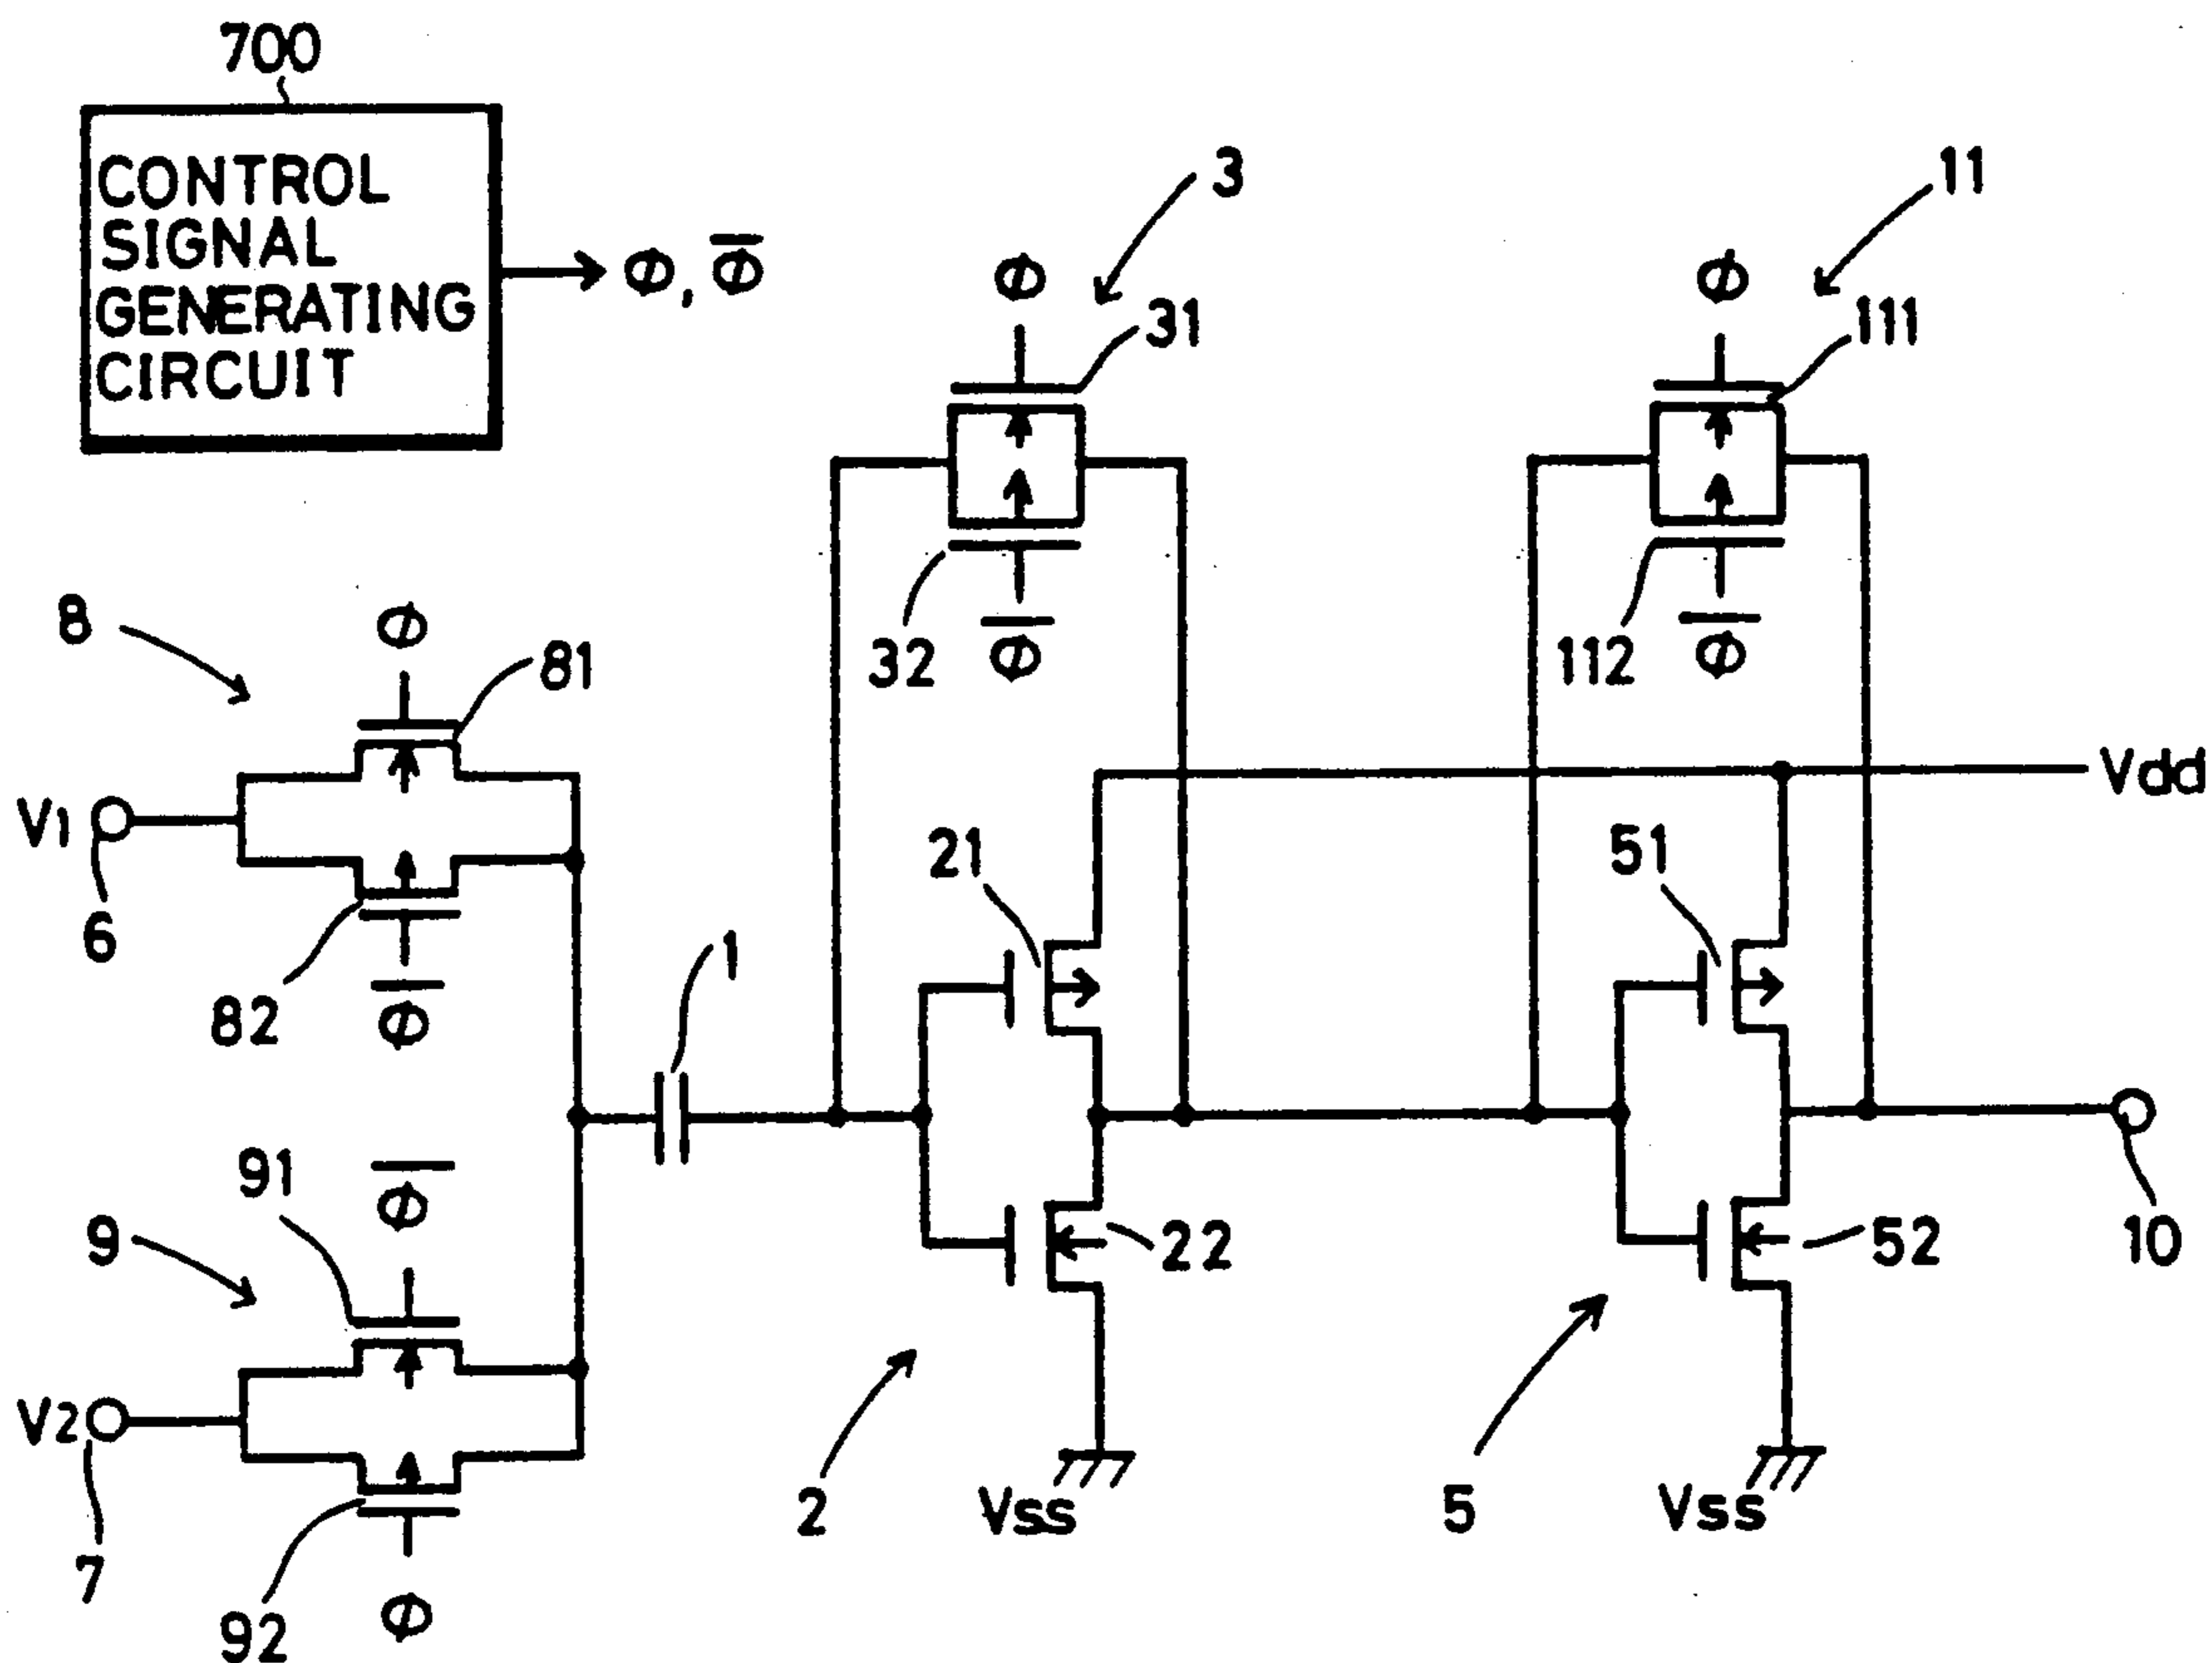 700
CONTROL
SIGNAL
GENERATING
CIRCUIT
Φ, Φ̅
3
Φ
31
32
Φ̅
11
Φ
111
112
Φ̅
8
Φ
81
V1
6
82
Φ̅
1
21
51
Vdd
91
Φ̅
9
22
52
10
V2
7
92
Φ
2
Vss
5
Vss